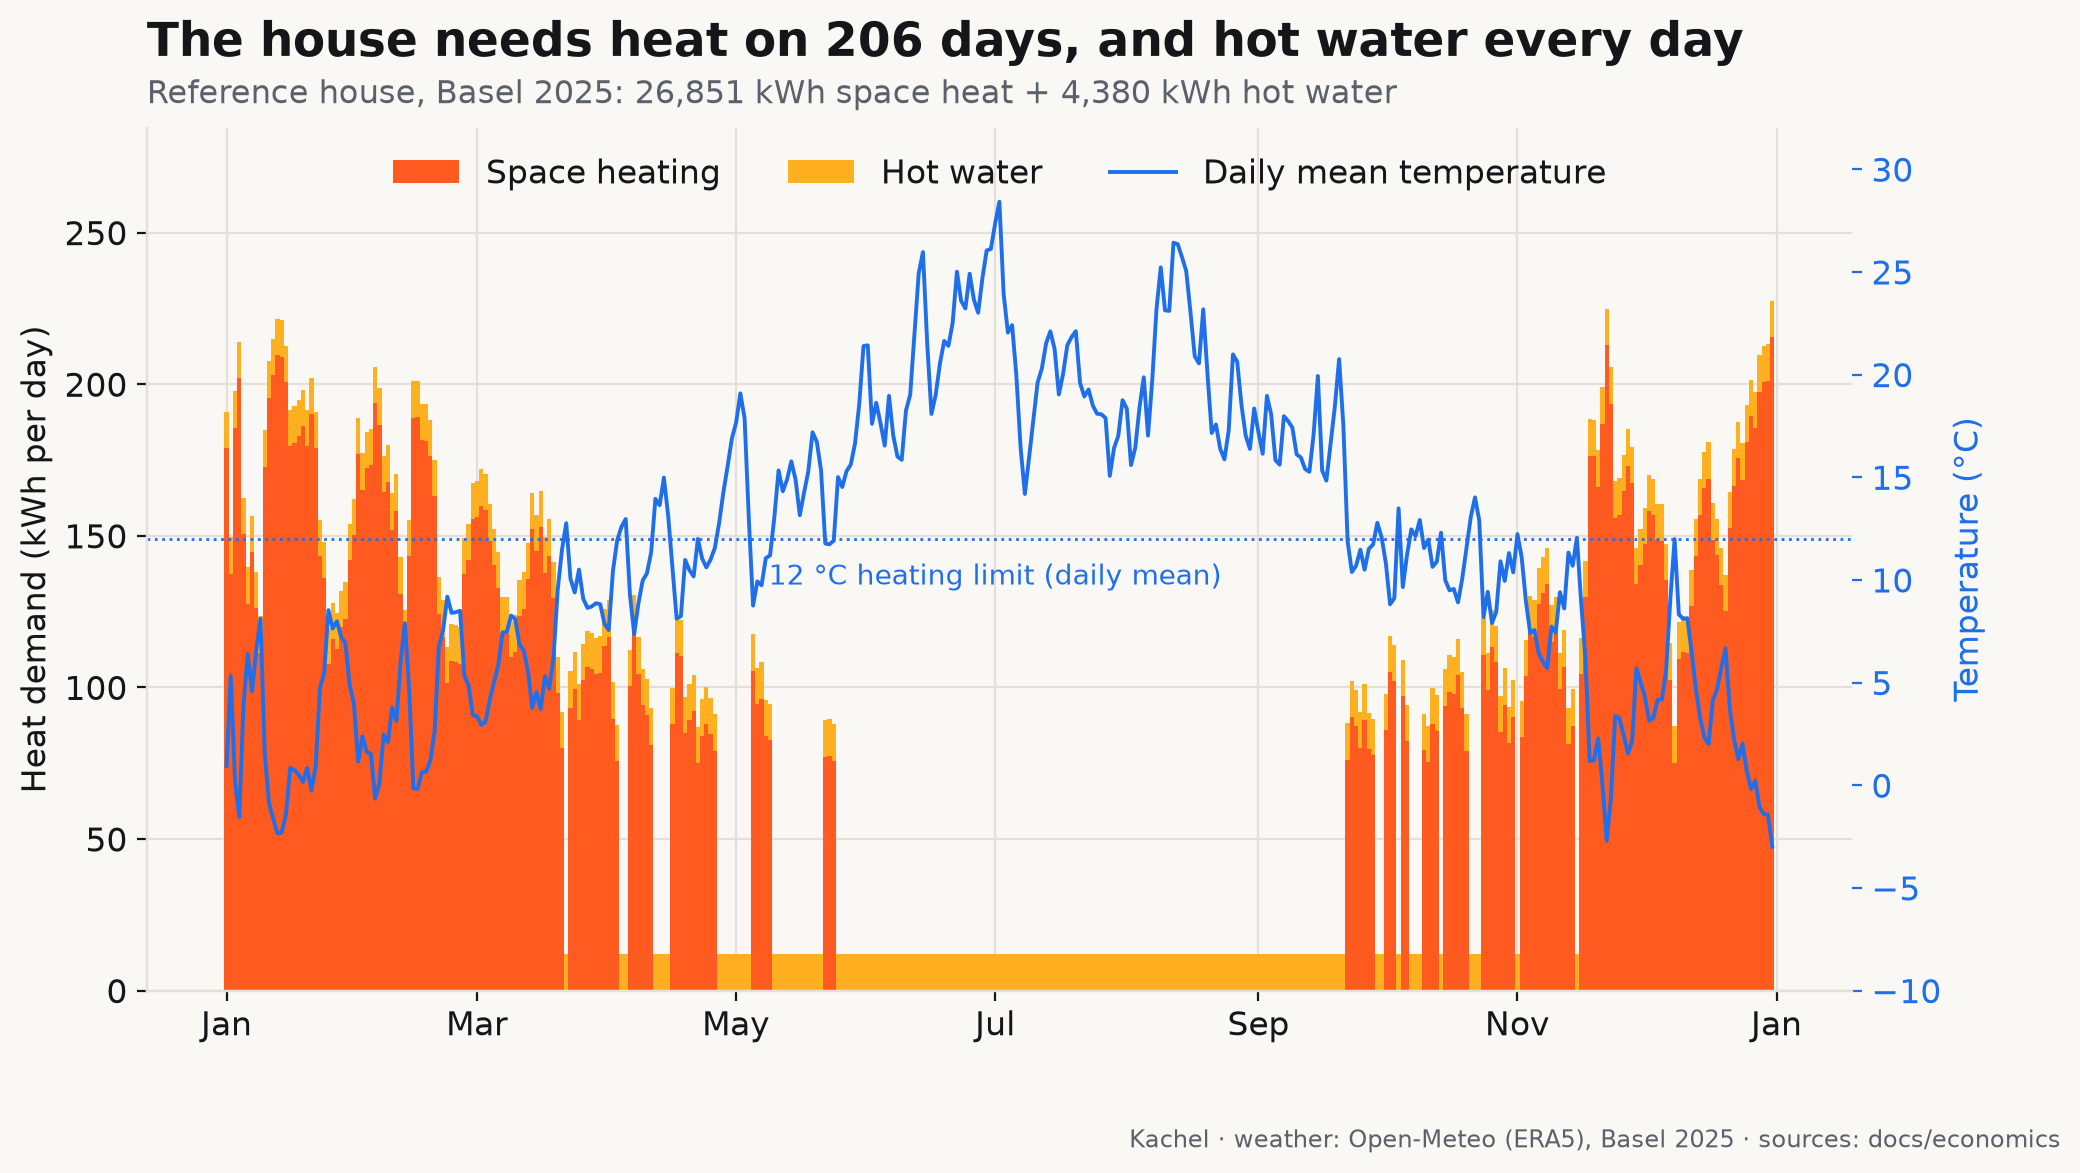 The house needs heat on 206 days, and hot water every day
Reference house, Basel 2025: 26,851 kWh space heat + 4,380 kWh hot water
Space heating
Hot water
Daily mean temperature
Heat demand (kWh per day)
250
200
150
100
50
0
30
25
20
15
10
5
0
−5
−10
Temperature (°C)
12 °C heating limit (daily mean)
Jan
Mar
May
Jul
Sep
Nov
Jan
Kachel · weather: Open-Meteo (ERA5), Basel 2025 · sources: docs/economics